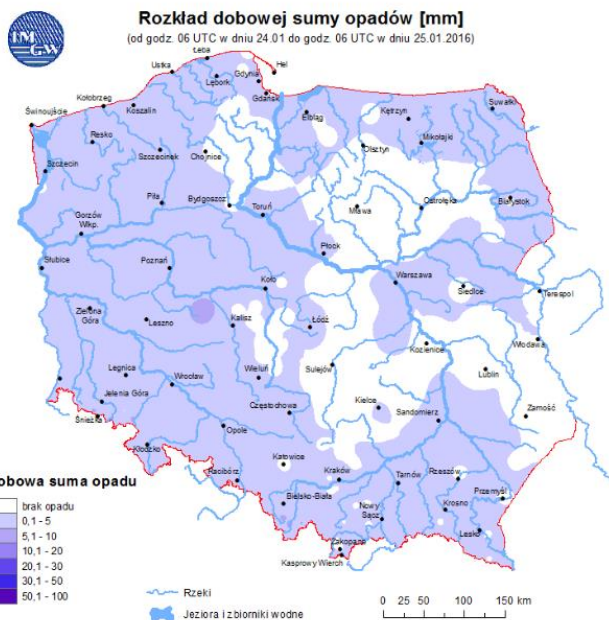 Rozkład dobowej sumy opadów [mm]
(od godz. 06 UTC w dniu 24.01 do godz. 06 UTC w dniu 25.01.2016)
IM
GW
Łeba
Ustka
Hel
Gdynia
Lębork
Gdańsk
Kołobrzeg
Koszalin
Świnoujście
Elbląg
Kętrzyn
Suwałki
Resko
Olsztyn
Mikołajki
Szczecinek
Chojnice
Szczecin
Piła
Bydgoszcz
Toruń
Mława
Ostrołęka
Białystok
Gorzów
Wlkp.
Płock
Słubice
Poznań
Koło
Warszawa
Siedlce
Terespol
Zielona
Góra
Leszno
Kalisz
Łódź
Kozienice
Włodawa
Legnica
Wrocław
Wieluń
Sulejów
Lublin
Jelenia Góra
Śnieżka
Częstochowa
Kielce
Sandomierz
Zamość
Kłodzko
Opole
Katowice
Racibórz
Kraków
Tarnów
Rzeszów
Przemyśl
Bielsko-Biała
Nowy
Sącz
Krosno
Lesko
Zakopane
Kasprowy Wierch
obowa suma opadu
brak opadu
0,1 - 5
5,1 - 10
10,1 - 20
20,1 - 30
30,1 - 50
50,1 - 100
Rzeki
Jeziora i zbiorniki wodne
0 25 50 100 150 km